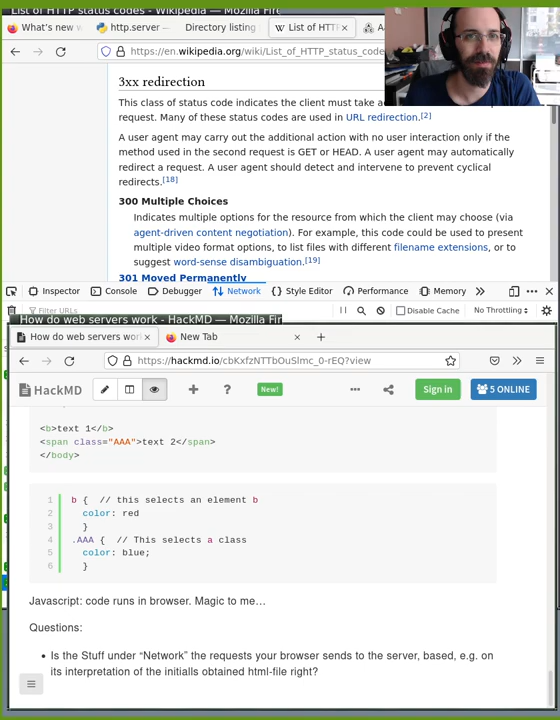 List of HTTP status codes - Wikipedia — Mozilla Fire
What's new
http.server —
Directory listing
List of HTTP
https://en.wikipedia.org/wiki/List_of_HTTP_status_code
3xx redirection
This class of status code indicates the client must take
request. Many of these status codes are used in URL redirection.[2]
A user agent may carry out the additional action with no user interaction only if the
method used in the second request is GET or HEAD. A user agent may automatically
redirect a request. A user agent should detect and intervene to prevent cyclical
redirects.[18]
300 Multiple Choices
Indicates multiple options for the resource from which the client may choose (via
agent-driven content negotiation). For example, this code could be used to present
multiple video format options, to list files with different filename extensions, or to
suggest word-sense disambiguation.[19]
301 Moved Permanently
Inspector Console Debugger Network Style Editor Performance Memory
Filter URLs
Disable Cache No Throttling
How do web servers work - HackMD — Mozilla Fir
How do web servers work
New Tab
https://hackmd.io/cbKxfzNTTbOuSlmc_0-rEQ?view
HackMD
New!
Sign in
5 ONLINE
<b>text 1</b>
<span class="AAA">text 2</span>
</body>
1 b { // this selects an element b
2 color: red
3 }
4 .AAA { // This selects a class
5 color: blue;
6 }
Javascript: code runs in browser. Magic to me…
Questions:
• Is the Stuff under “Network” the requests your browser sends to the server, based, e.g. on
its interpretation of the initialls obtained html-file right?